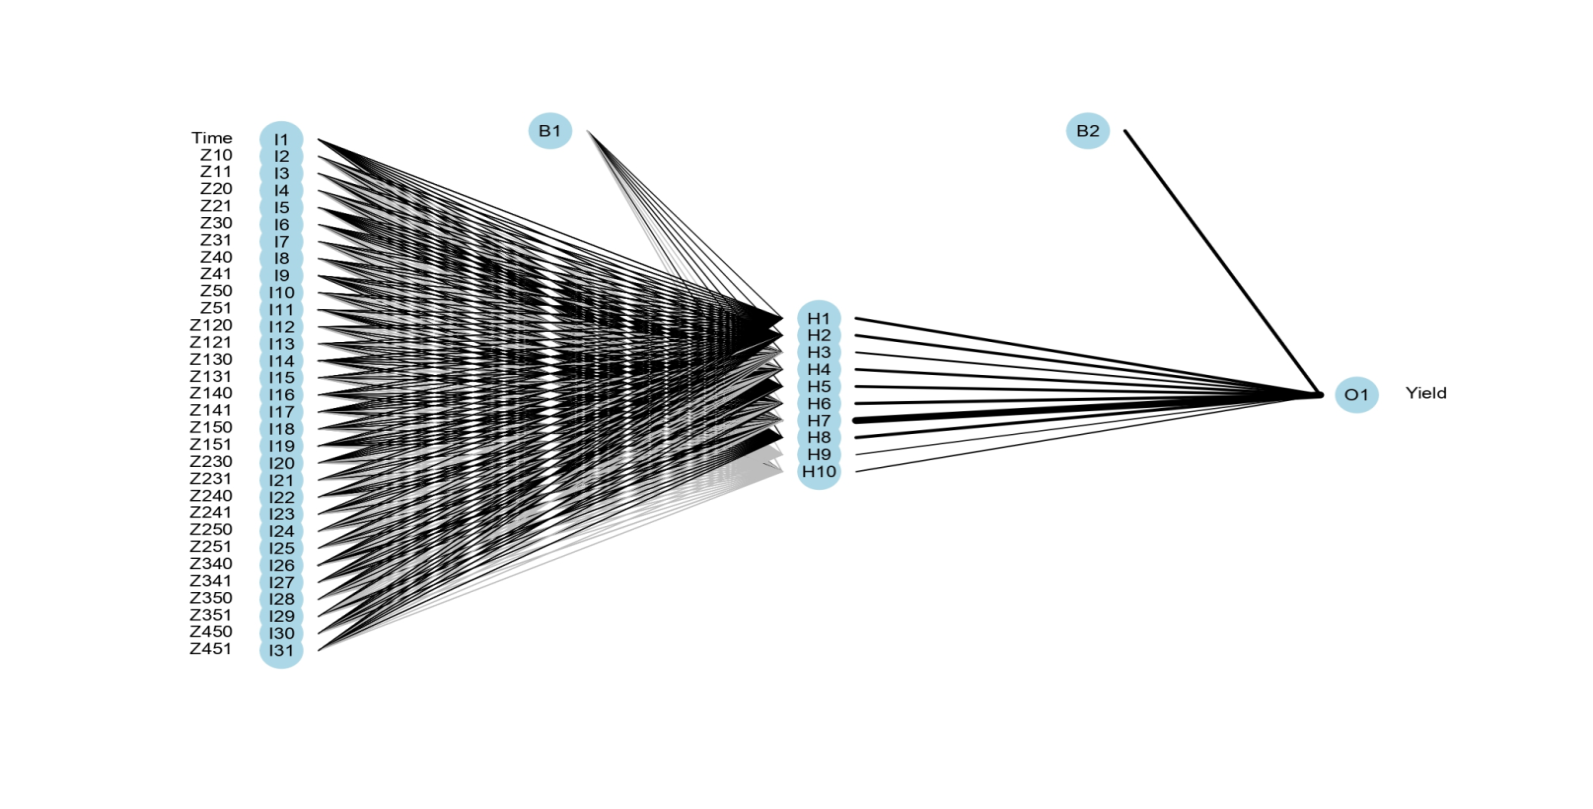 B1
B2
Time I1
Z10 I2
Z11 I3
Z20 I4
Z21 I5
Z30 I6
Z31 I7
Z40 I8
Z41 I9
Z50 I10
Z51 I11
Z120 I12
Z121 I13
Z130 I14
Z131 I15
Z140 I16
Z141 I17
Z150 I18
Z151 I19
Z230 I20
Z231 I21
Z240 I22
Z241 I23
Z250 I24
Z251 I25
Z340 I26
Z341 I27
Z350 I28
Z351 I29
Z450 I30
Z451 I31
H1
H2
H3
H4
H5
H6
H7
H8
H9
H10
O1 Yield